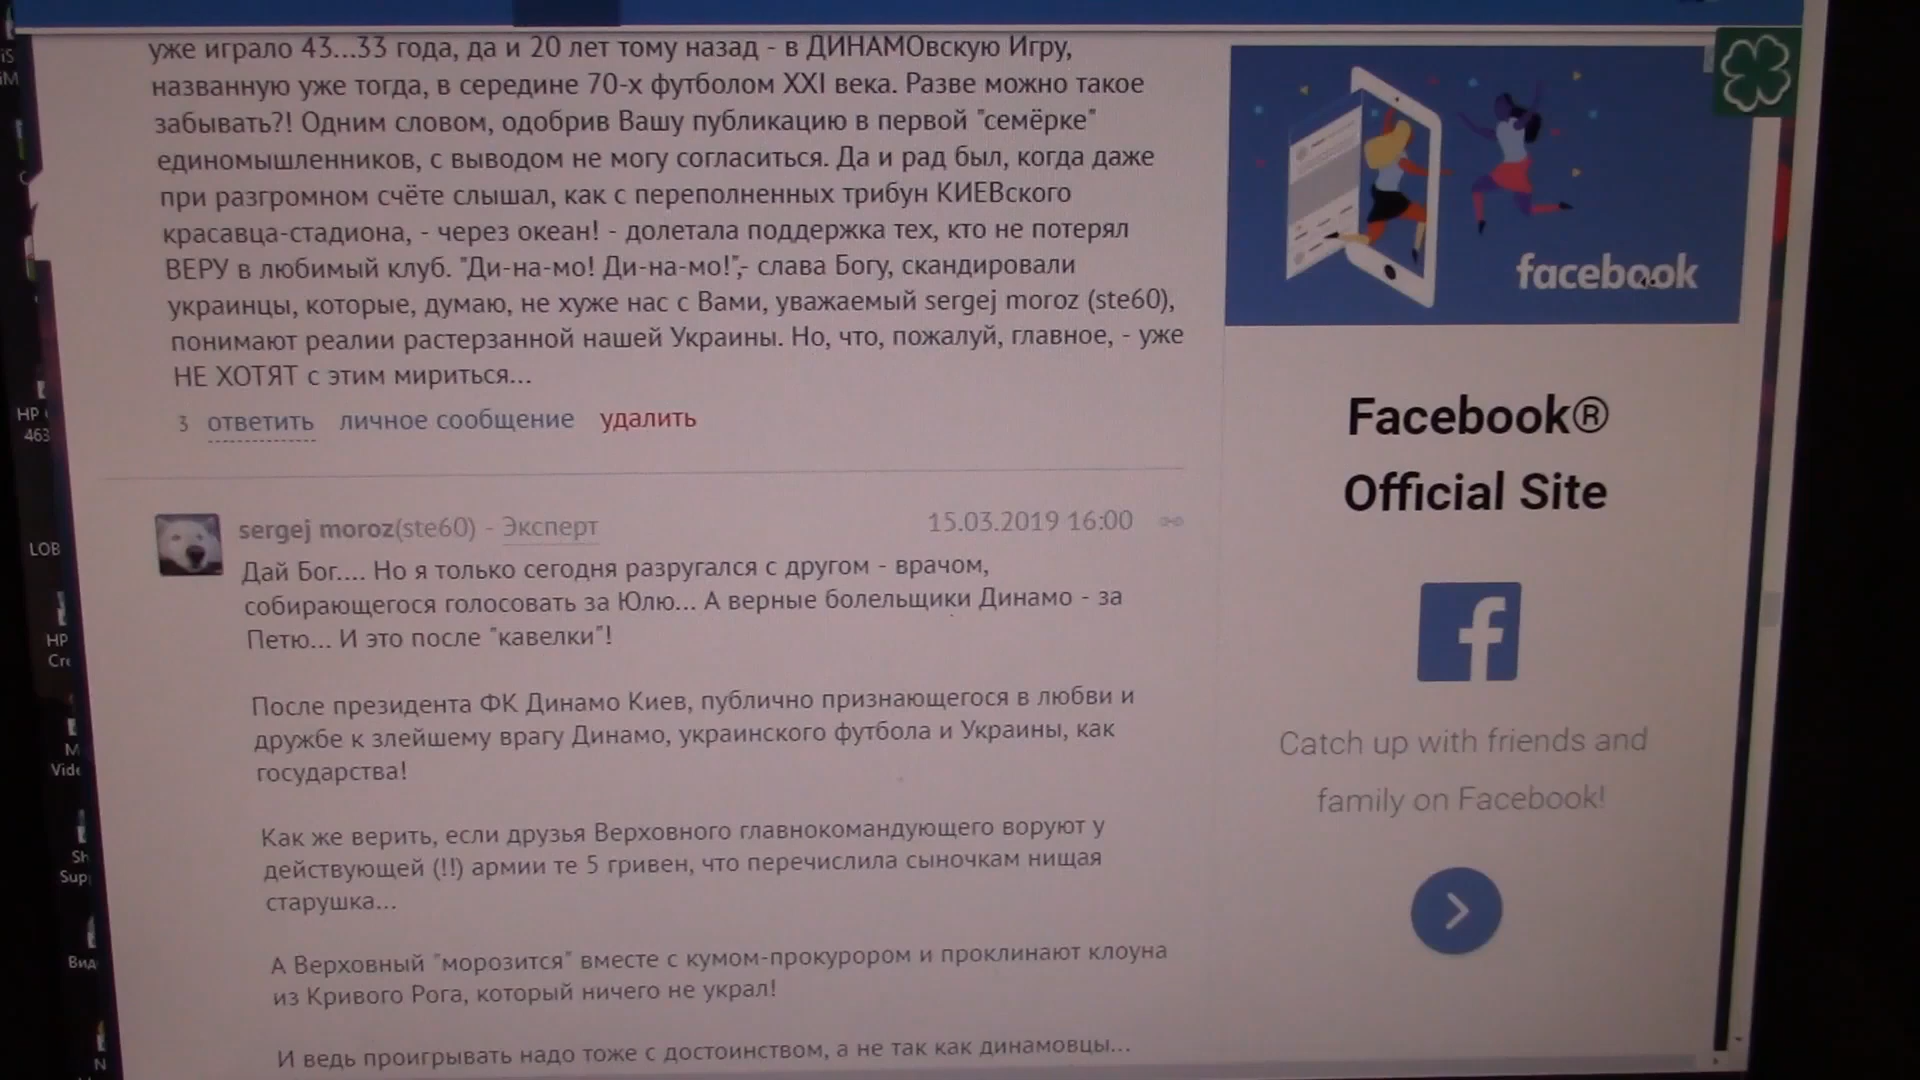 уже играло 43...33 года, да и 20 лет тому назад - в ДИНАМОвскую Игру,
названную уже тогда, в середине 70-х футболом XXI века. Разве можно такое
забывать?! Одним словом, одобрив Вашу публикацию в первой "семёрке"
единомышленников, с выводом не могу согласиться. Да и рад был, когда даже
при разгромном счёте слышал, как с переполненных трибун КИЕВского
красавца-стадиона, - через океан! - долетала поддержка тех, кто не потерял
ВЕРУ в любимый клуб. "Ди-на-мо! Ди-на-мо!",- слава Богу, скандировали
украинцы, которые, думаю, не хуже нас с Вами, уважаемый sergej moroz (ste60),
понимают реалии растерзанной нашей Украины. Но, что, пожалуй, главное, - уже
НЕ ХОТЯТ с этим мириться...
3 ответить личное сообщение удалить
sergej moroz(ste60) - Эксперт 15.03.2019 16:00
Дай Бог.... Но я только сегодня разругался с другом - врачом,
собирающегося голосовать за Юлю... А верные болельщики Динамо - за
Петю... И это после "кавелки"!
После президента ФК Динамо Киев, публично признающегося в любви и
дружбе к злейшему врагу Динамо, украинского футбола и Украины, как
государства!
Как же верить, если друзья Верховного главнокомандующего воруют у
действующей (!!) армии те 5 гривен, что перечислила сыночкам нищая
старушка...
А Верховный "морозится" вместе с кумом-прокурором и проклинают клоуна
из Кривого Рога, который ничего не украл!
И ведь проигрывать надо тоже с достоинством, а не так как динамовцы...
facebook
Facebook®
Official Site
f
Catch up with friends and
family on Facebook!
HP
463
LOB
HP
Cre
M
Vide
Sh
Supp
Вид
N